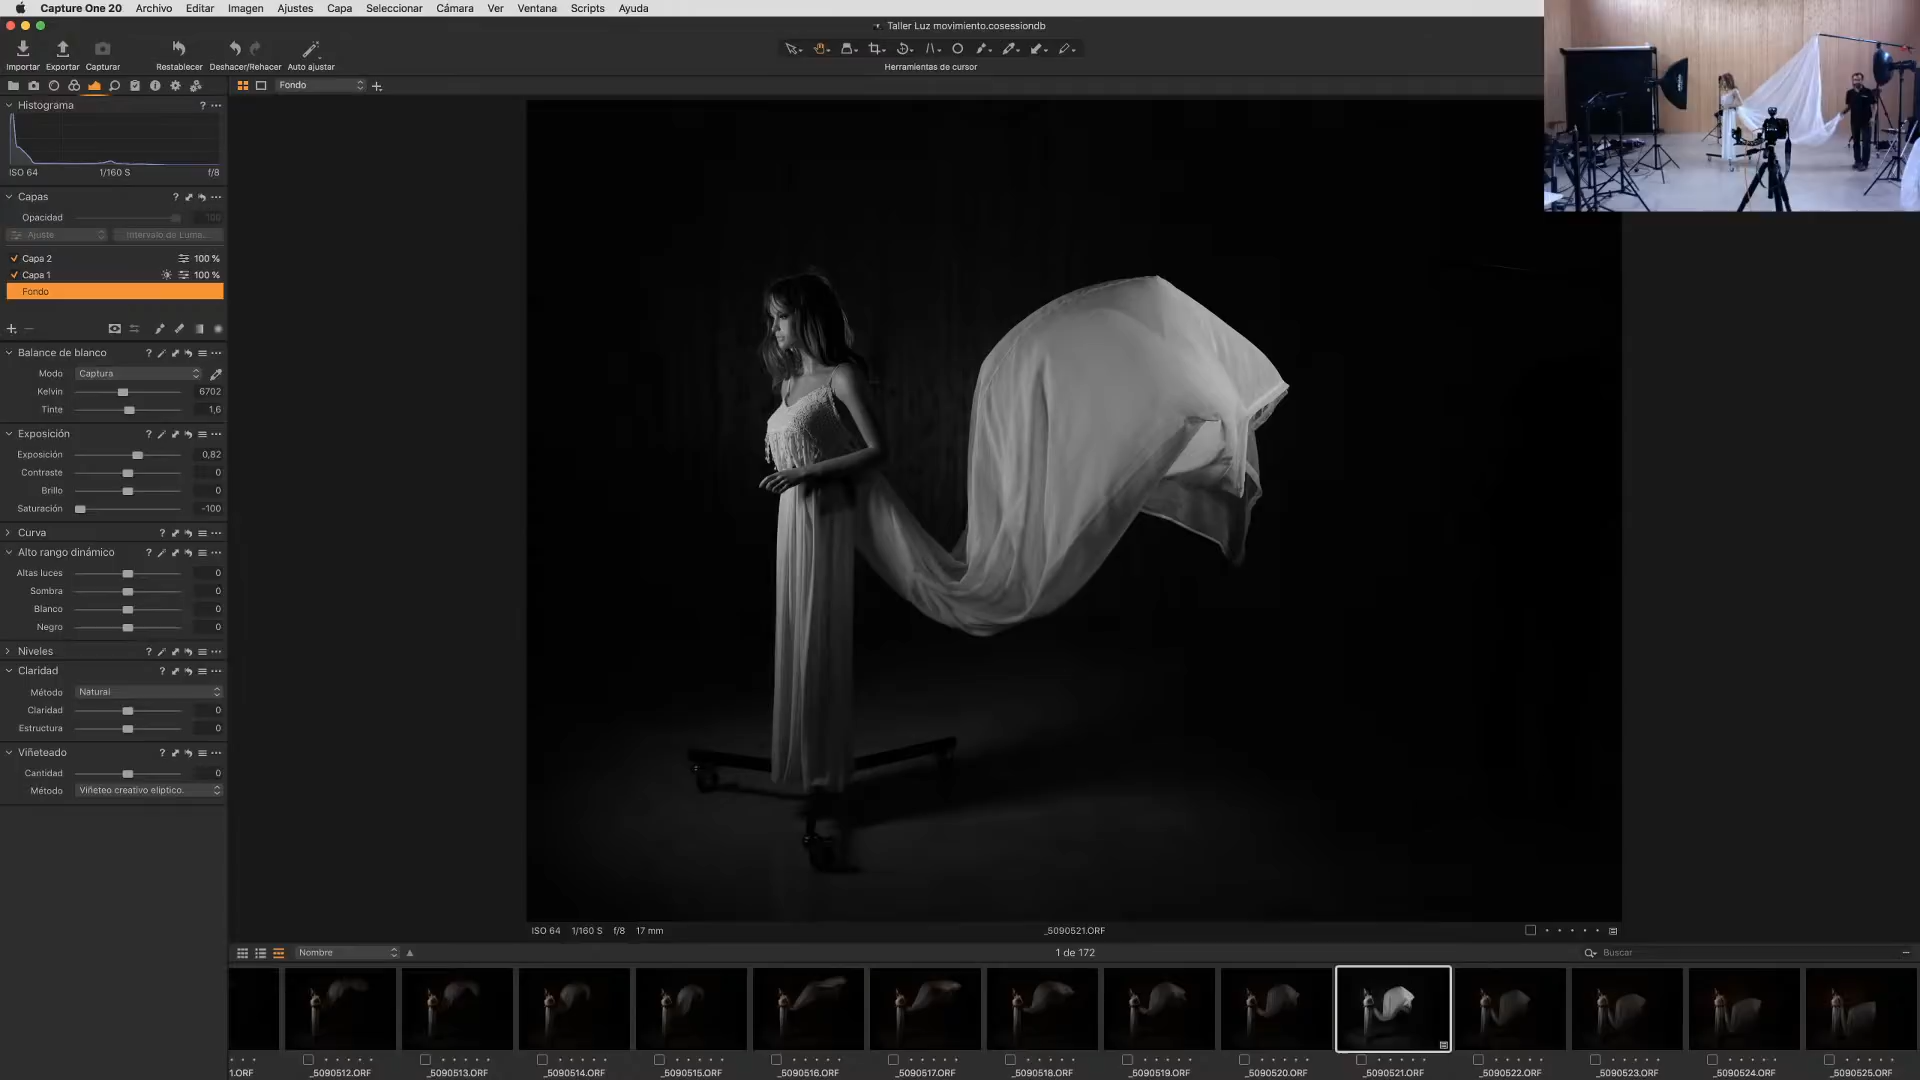 Capture One 20 Archivo Editar Imagen Ajustes Capa Seleccionar Cámara Ver Ventana Scripts Ayuda
Taller Luz movimiento.cosessiondb
Importar Exportar Capturar Restablecer Deshacer/Rehacer Auto ajustar
Herramientas de cursor
Fondo
Histograma
ISO 64 1/160 S f/8
Capas
Opacidad 100
Ajuste Intervalo de Luma...
Capa 2 100 %
Capa 1 100 %
Fondo
Balance de blanco
Modo Captura
Kelvin 6702
Tinte 1,6
Exposición
Exposición 0,82
Contraste 0
Brillo 0
Saturación -100
Curva
Alto rango dinámico
Altas luces 0
Sombra 0
Blanco 0
Negro 0
Niveles
Claridad
Método Natural
Claridad 0
Estructura 0
Viñeteado
Cantidad 0
Método Viñeteo creativo elíptico.
ISO 64 1/160 S f/8 17 mm _5090521.ORF
Nombre 1 de 172 Buscar
1.ORF _5090512.ORF _5090513.ORF _5090514.ORF _5090515.ORF _5090516.ORF _5090517.ORF _5090518.ORF _5090519.ORF _5090520.ORF _5090521.ORF _5090522.ORF _5090523.ORF _5090524.ORF _5090525.ORF